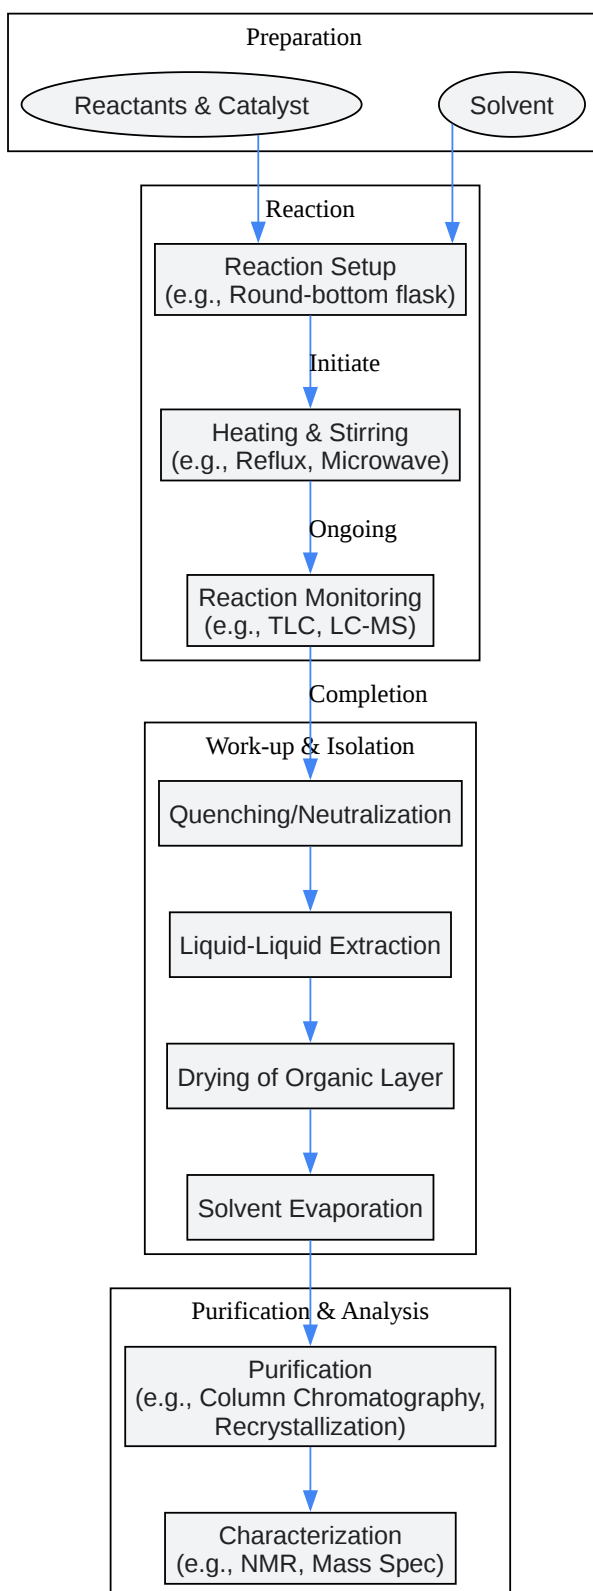 Preparation
Reactants & Catalyst
Solvent
Reaction
Reaction Setup
(e.g., Round-bottom flask)
Initiate
Heating & Stirring
(e.g., Reflux, Microwave)
Ongoing
Reaction Monitoring
(e.g., TLC, LC-MS)
Completion
Work-up & Isolation
Quenching/Neutralization
Liquid-Liquid Extraction
Drying of Organic Layer
Solvent Evaporation
Purification & Analysis
Purification
(e.g., Column Chromatography,
Recrystallization)
Characterization
(e.g., NMR, Mass Spec)